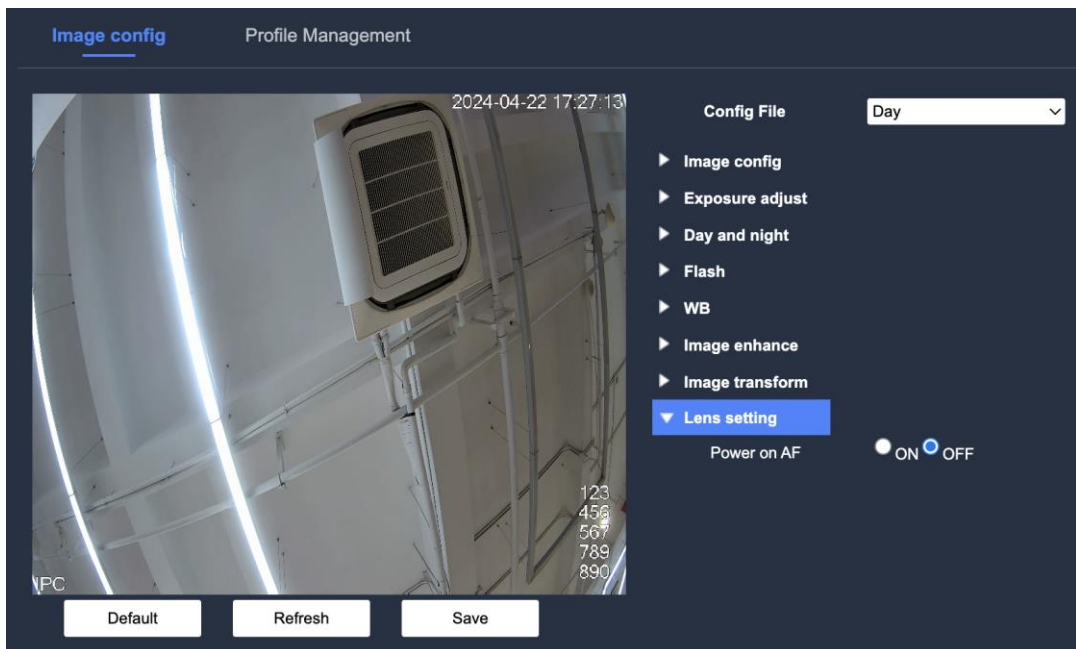 Image config
Profile Management
2024-04-22 17:27:13
Config File
Day
Image config
Exposure adjust
Day and night
Flash
WB
Image enhance
Image transform
Lens setting
Power on AF
ON OFF
123
456
567
789
890
IPC
Default
Refresh
Save